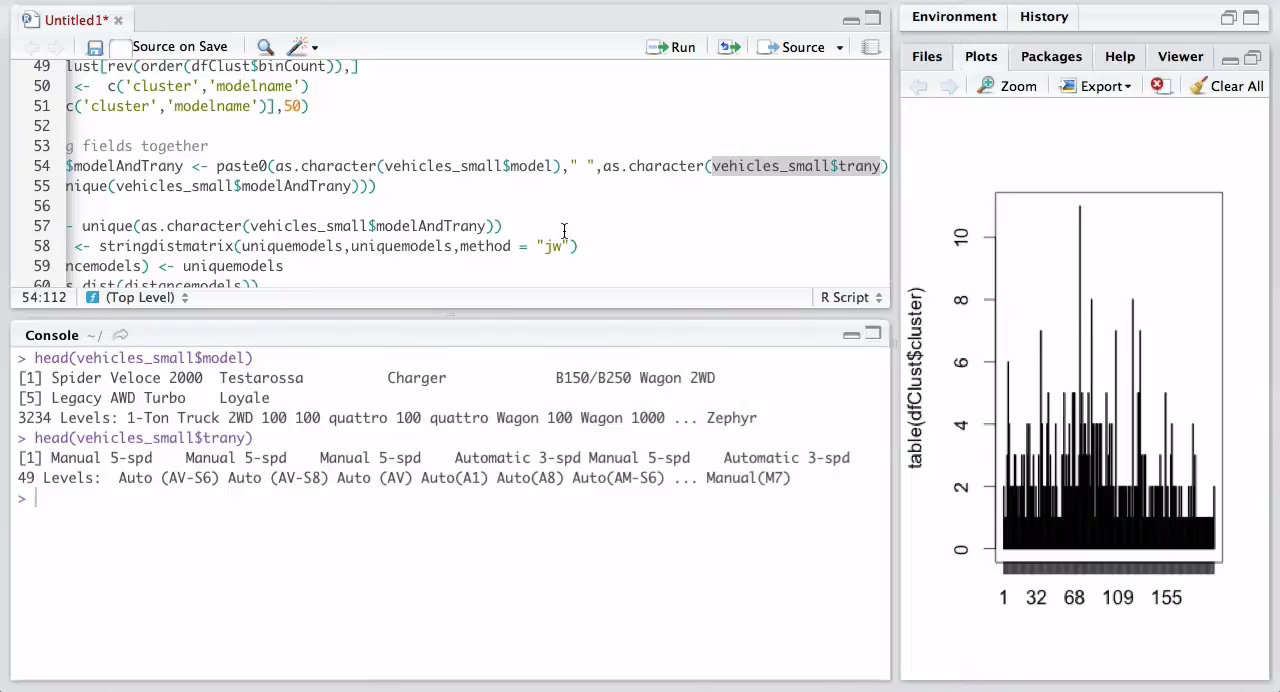 Untitled1*
Source on Save
Run
Source
49 lust[rev(order(dfClust$binCount)),]
50 <- c('cluster','modelname')
51 c('cluster','modelname')],50)
52
53 g fields together
54 $modelAndTrany <- paste0(as.character(vehicles_small$model)," ",as.character(vehicles_small$trany)
55 nique(vehicles_small$modelAndTrany)))
56
57 - unique(as.character(vehicles_small$modelAndTrany))
58 <- stringdistmatrix(uniquemodels,uniquemodels,method = "jw")
59 ncemodels) <- uniquemodels
60 s.dist(distancemodels))
54:112 (Top Level) R Script
Console ~/
> head(vehicles_small$model)
[1] Spider Veloce 2000 Testarossa Charger B150/B250 Wagon 2WD
[5] Legacy AWD Turbo Loyale
3234 Levels: 1-Ton Truck 2WD 100 100 quattro 100 quattro Wagon 100 Wagon 1000 ... Zephyr
> head(vehicles_small$trany)
[1] Manual 5-spd Manual 5-spd Manual 5-spd Automatic 3-spd Manual 5-spd Automatic 3-spd
49 Levels: Auto (AV-S6) Auto (AV-S8) Auto (AV) Auto(A1) Auto(A8) Auto(AM-S6) ... Manual(M7)
>
Environment History
Files Plots Packages Help Viewer
Zoom Export Clear All
table(dfClust$cluster)
10
8
6
4
2
0
1 32 68 109 155